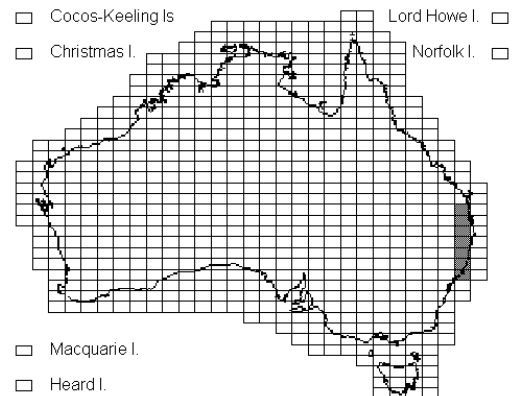 Cocos-Keeling Is
Lord Howe I.
Christmas I.
Norfolk I.
Macquarie I.
Heard I.